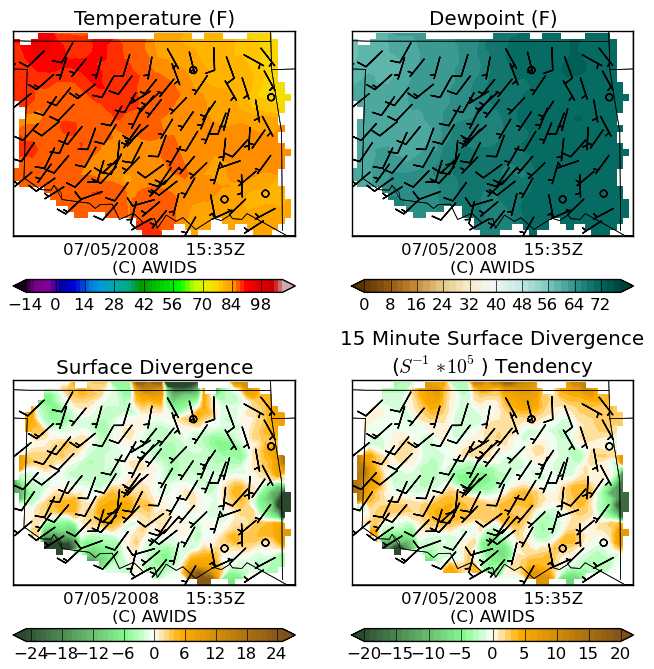 Temperature (F)
Dewpoint (F)
07/05/2008 15:35Z
(C) AWIDS
07/05/2008 15:35Z
(C) AWIDS
−14 0 14 28 42 56 70 84 98
0 8 16 24 32 40 48 56 64 72
Surface Divergence
15 Minute Surface Divergence
(S^{−1} *10^5 ) Tendency
07/05/2008 15:35Z
(C) AWIDS
07/05/2008 15:35Z
(C) AWIDS
−24 −18 −12 −6 0 6 12 18 24
−20 −15 −10 −5 0 5 10 15 20